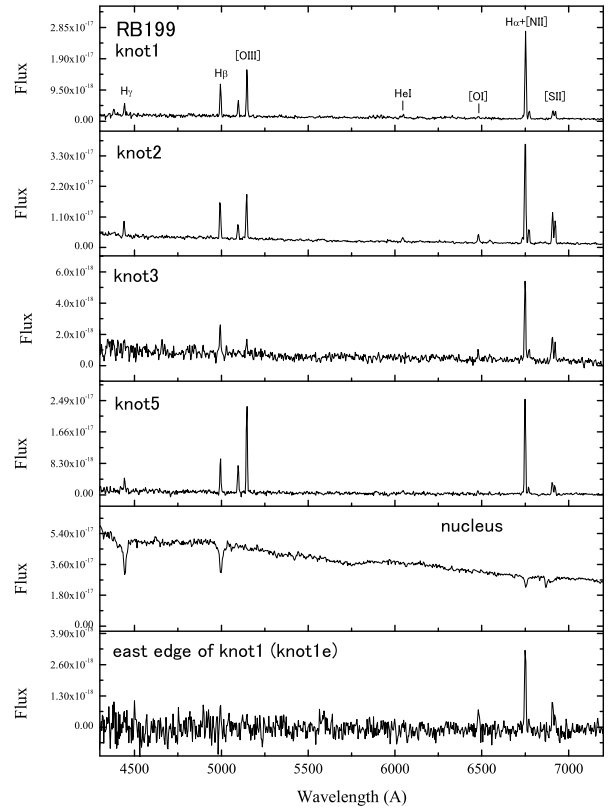 RB199
knot1
Hγ
Hβ
[OIII]
HeI
[OI]
Hα+[NII]
[SII]
Flux
2.85x10⁻¹⁷
1.90x10⁻¹⁷
9.50x10⁻¹⁸
0.00
knot2
Flux
3.30x10⁻¹⁷
2.20x10⁻¹⁷
1.10x10⁻¹⁷
0.00
knot3
Flux
6.0x10⁻¹⁸
4.0x10⁻¹⁸
2.0x10⁻¹⁸
0.0
knot5
Flux
2.49x10⁻¹⁷
1.66x10⁻¹⁷
8.30x10⁻¹⁸
0.00
nucleus
Flux
5.40x10⁻¹⁷
3.60x10⁻¹⁷
1.80x10⁻¹⁷
0.00
east edge of knot1 (knot1e)
Flux
3.90x10⁻¹⁸
2.60x10⁻¹⁸
1.30x10⁻¹⁸
0.00
4500 5000 5500 6000 6500 7000
Wavelength (A)